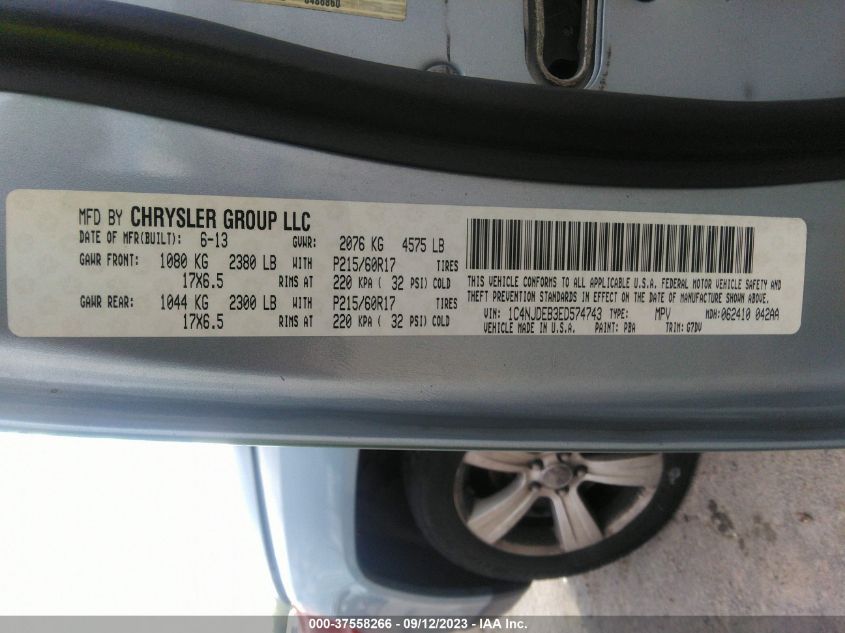 6486860
MFD BY CHRYSLER GROUP LLC
DATE OF MFR(BUILT): 6-13 GVWR: 2076 KG 4575 LB
GAWR FRONT: 1080 KG 2380 LB WITH P215/60R17 TIRES
17X6.5 RIMS AT 220 KPA ( 32 PSI) COLD
GAWR REAR: 1044 KG 2300 LB WITH P215/60R17 TIRES
17X6.5 RIMS AT 220 KPA ( 32 PSI) COLD
THIS VEHICLE CONFORMS TO ALL APPLICABLE U.S.A. FEDERAL MOTOR VEHICLE SAFETY AND
THEFT PREVENTION STANDARDS IN EFFECT ON THE DATE OF MANUFACTURE SHOWN ABOVE.
VIN: 1C4NJDEB3ED574743 TYPE: MPV MDH:062410 042AA
VEHICLE MADE IN U.S.A. PAINT: PBA TRIM: G7DV
000-37558266 - 09/12/2023 - IAA Inc.